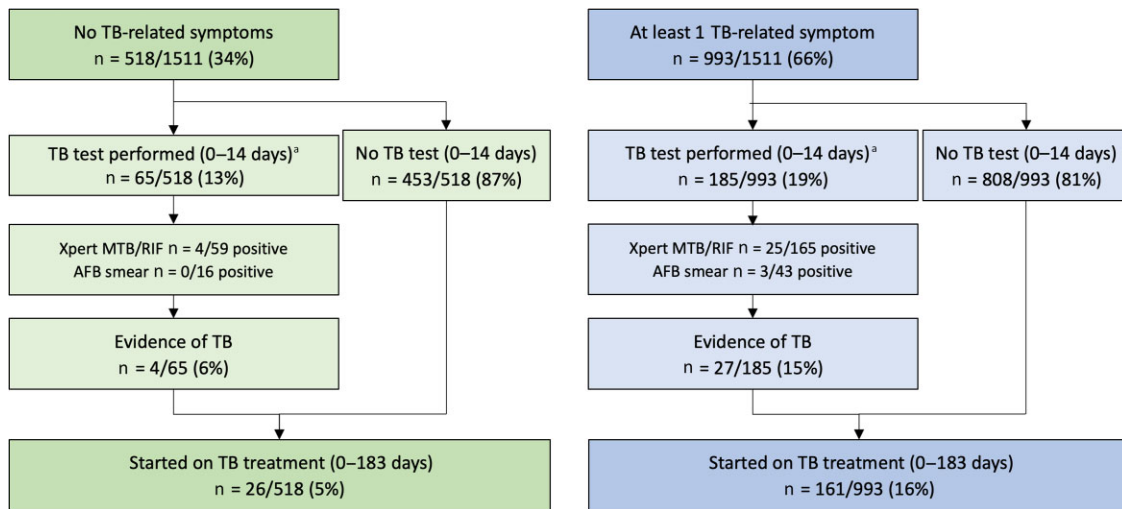 No TB-related symptoms
n = 518/1511 (34%)
TB test performed (0–14 days)ᵃ
n = 65/518 (13%)
No TB test (0–14 days)
n = 453/518 (87%)
Xpert MTB/RIF n = 4/59 positive
AFB smear n = 0/16 positive
Evidence of TB
n = 4/65 (6%)
Started on TB treatment (0–183 days)
n = 26/518 (5%)
At least 1 TB-related symptom
n = 993/1511 (66%)
TB test performed (0–14 days)ᵃ
n = 185/993 (19%)
No TB test (0–14 days)
n = 808/993 (81%)
Xpert MTB/RIF n = 25/165 positive
AFB smear n = 3/43 positive
Evidence of TB
n = 27/185 (15%)
Started on TB treatment (0–183 days)
n = 161/993 (16%)